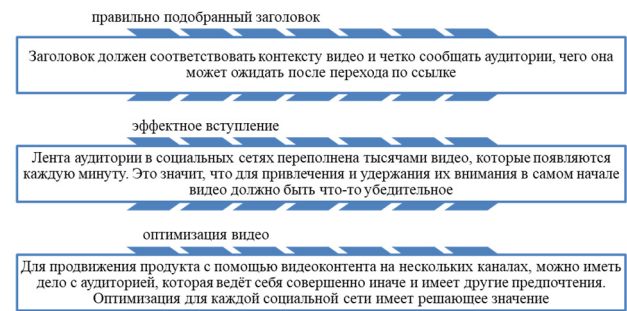 правильно подобранный заголовок
Заголовок должен соответствовать контексту видео и четко сообщать аудитории, чего она
может ожидать после перехода по ссылке
эффектное вступление
Лента аудитории в социальных сетях переполнена тысячами видео, которые появляются
каждую минуту. Это значит, что для привлечения и удержания их внимания в самом начале
видео должно быть что-то убедительное
оптимизация видео
Для продвижения продукта с помощью видеоконтента на нескольких каналах, можно иметь
дело с аудиторией, которая ведёт себя совершенно иначе и имеет другие предпочтения.
Оптимизация для каждой социальной сети имеет решающее значение